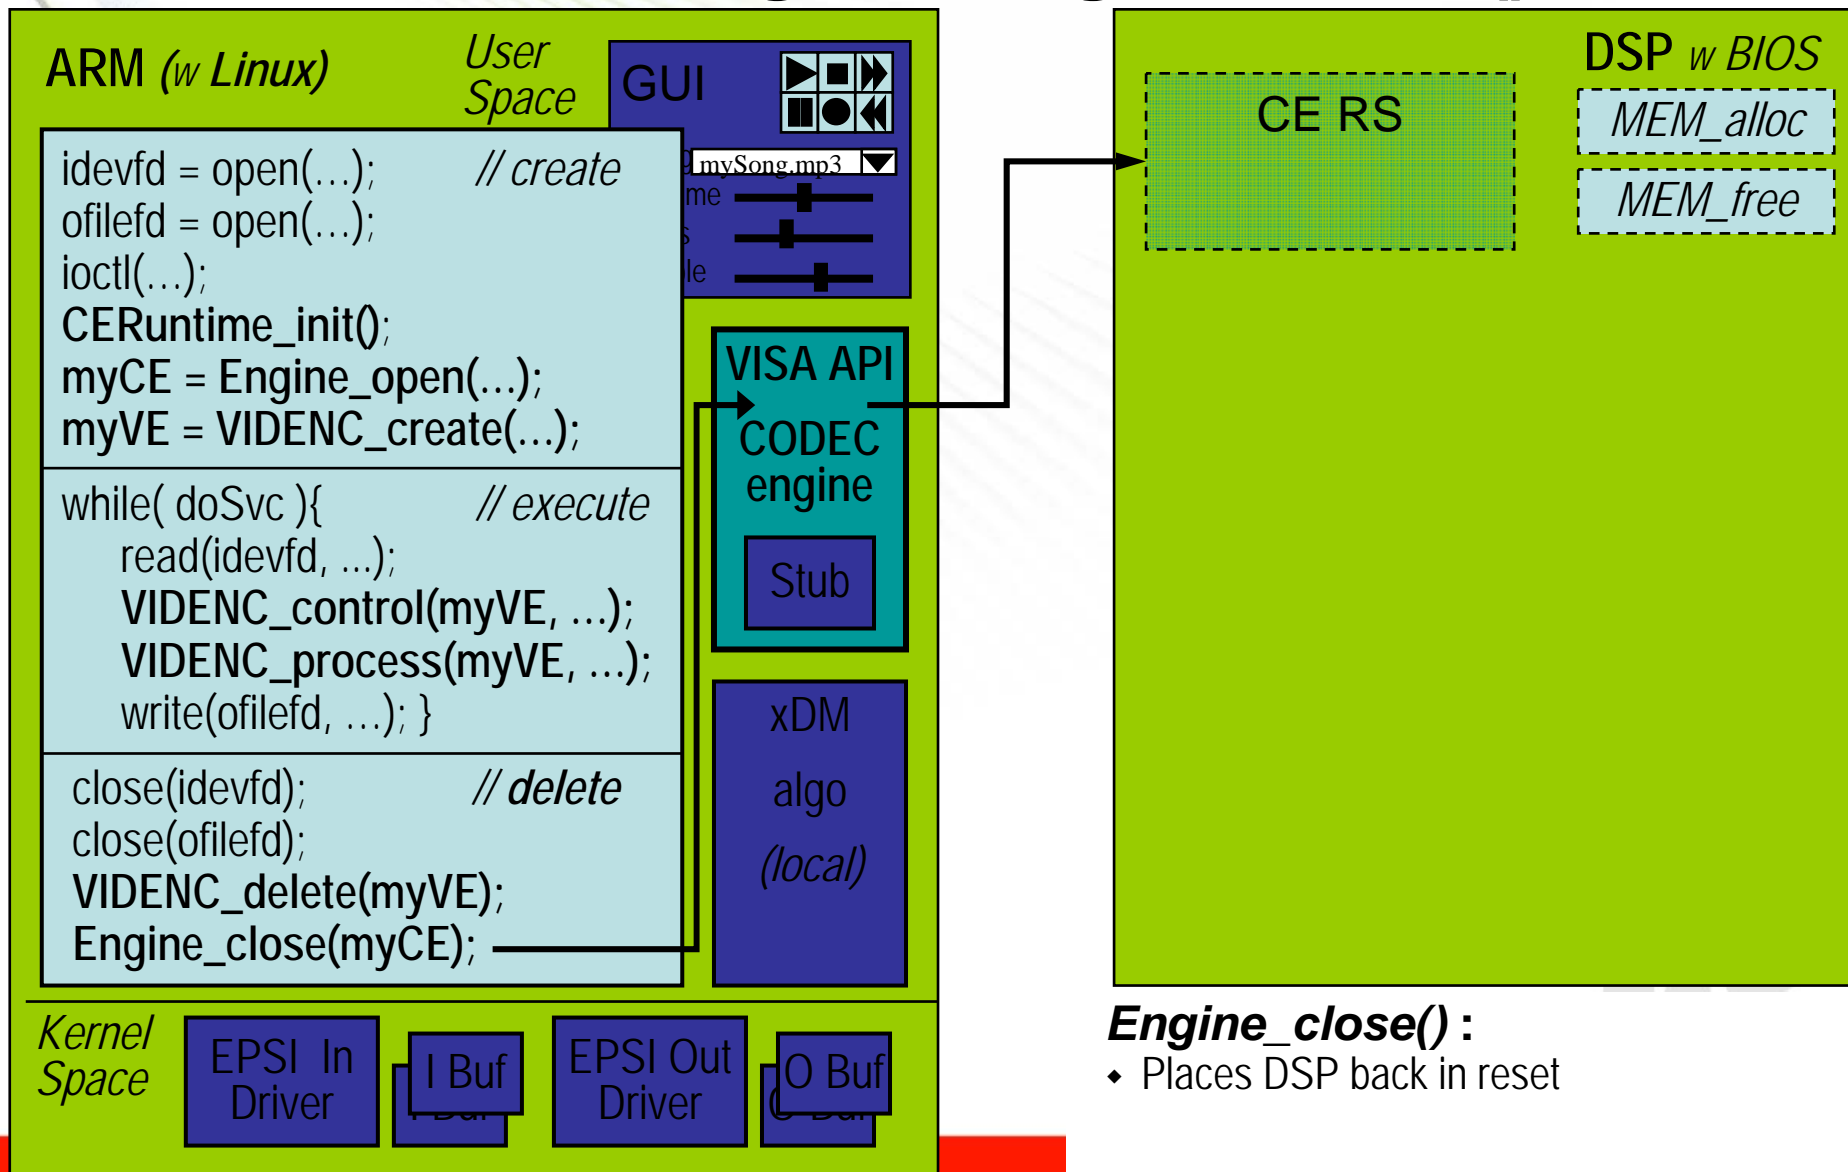 ARM (w Linux)
User
Space
GUI
mySong.mp3
idevfd = open(…); // create
ofilefd = open(…);
ioctl(…);
CERuntime_init();
myCE = Engine_open(…);
myVE = VIDENC_create(…);
while( doSvc ){ // execute
read(idevfd, ...);
VIDENC_control(myVE, …);
VIDENC_process(myVE, …);
write(ofilefd, …); }
close(idevfd); // delete
close(ofilefd);
VIDENC_delete(myVE);
Engine_close(myCE);
VISA API
CODEC
engine
Stub
xDM
algo
(local)
Kernel
Space
EPSI In
Driver
I Buf
EPSI Out
Driver
O Buf
DSP w BIOS
CE RS
MEM_alloc
MEM_free
Engine_close() :
◆ Places DSP back in reset